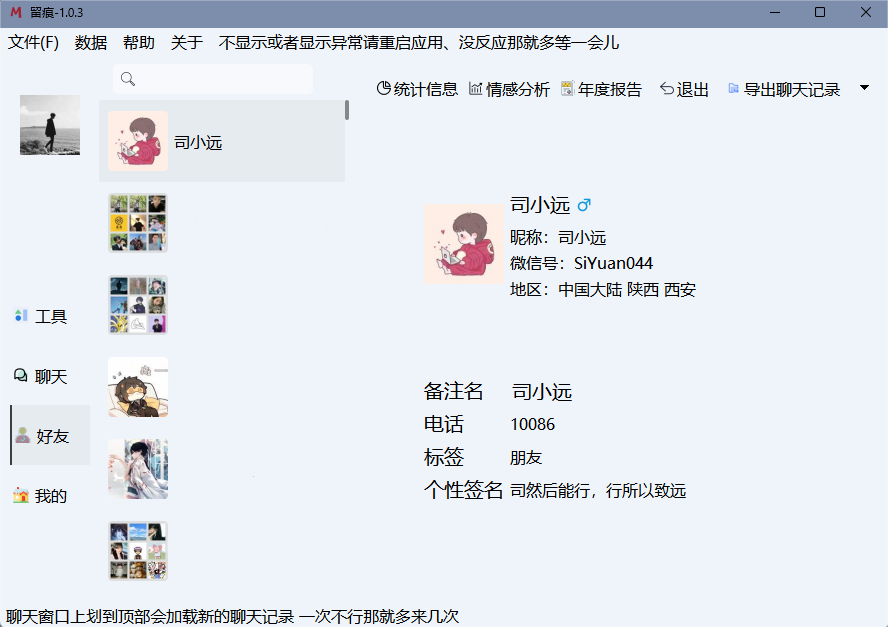 留痕-1.0.3
文件(F) 数据 帮助 关于 不显示或者显示异常请重启应用、没反应那就多等一会儿
统计信息 情感分析 年度报告 退出 导出聊天记录
司小远
司小远
昵称：司小远
微信号：SiYuan044
地区：中国大陆 陕西 西安
工具
聊天
好友
我的
备注名 司小远
电话 10086
标签 朋友
个性签名 司然后能行，行所以致远
聊天窗口上划到顶部会加载新的聊天记录 一次不行那就多来几次